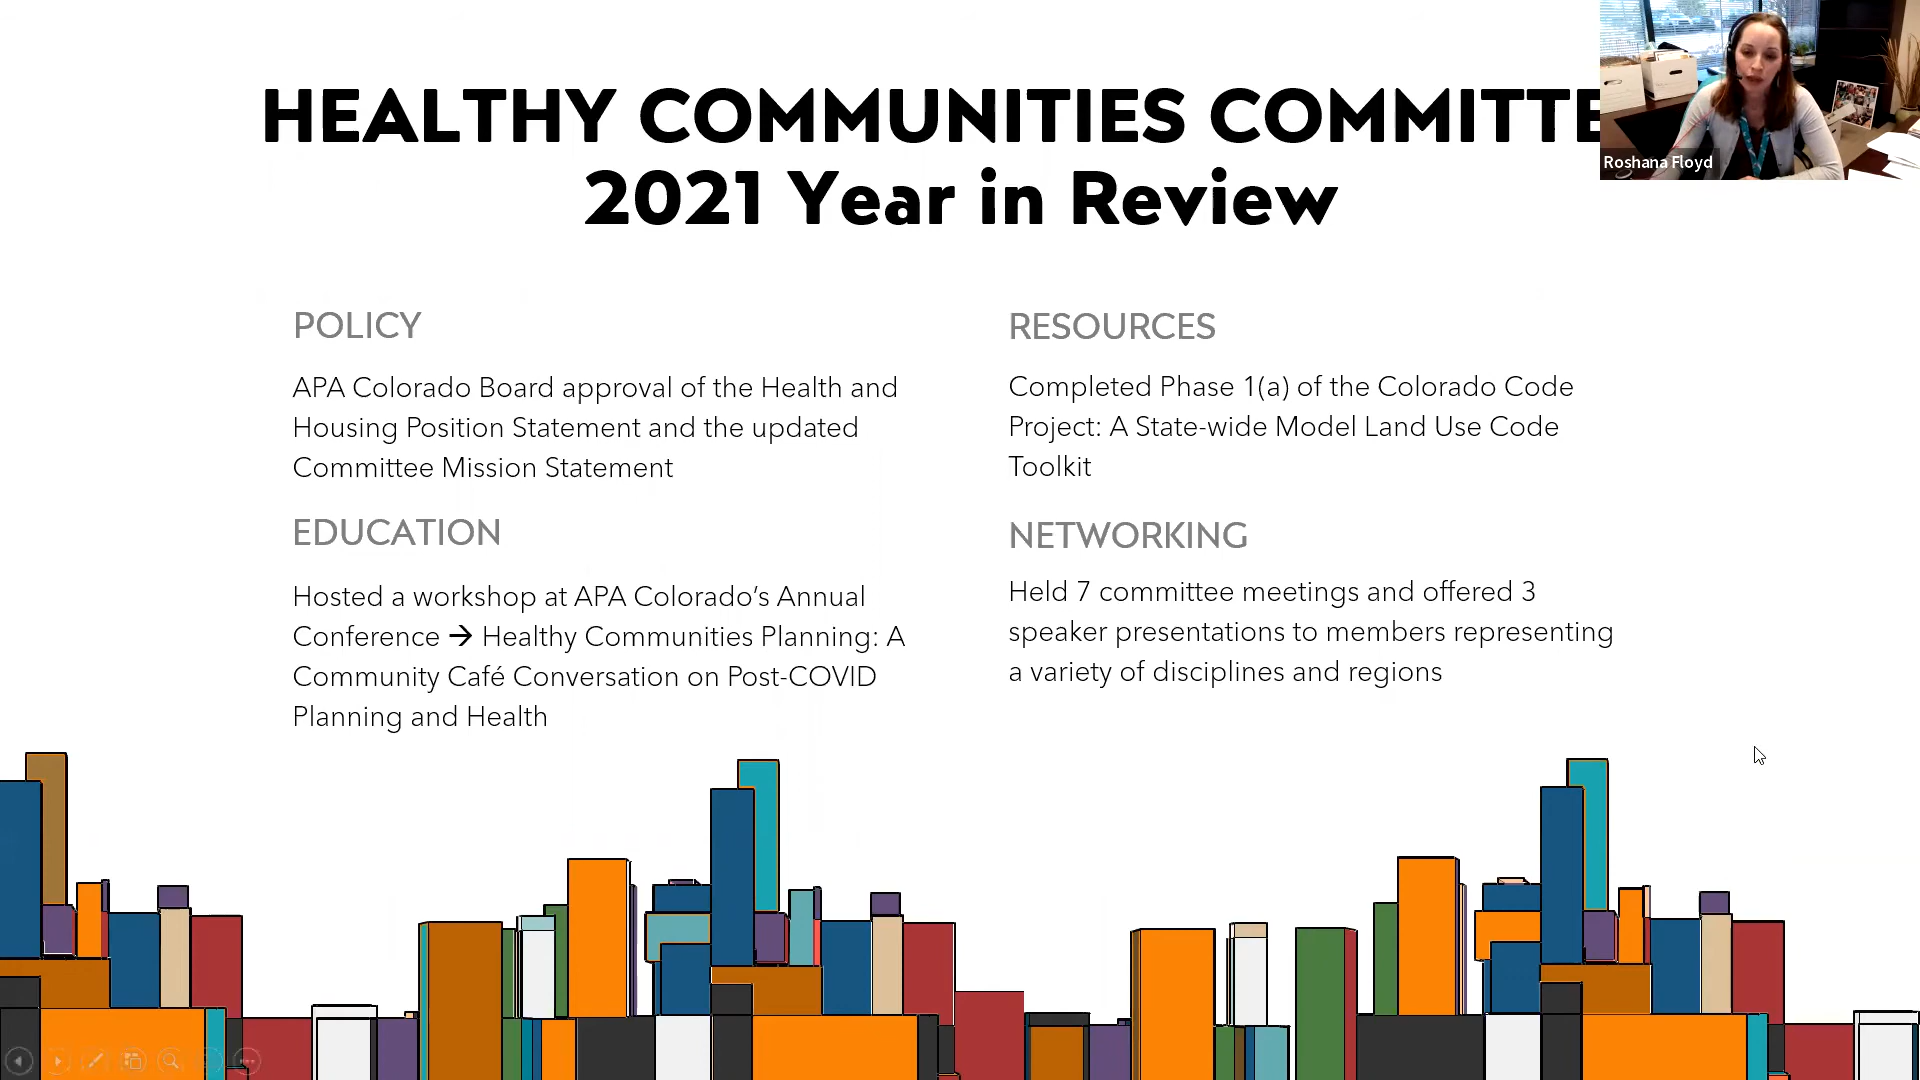 HEALTHY COMMUNITIES COMMITTE
2021 Year in Review
Roshana Floyd
POLICY
APA Colorado Board approval of the Health and
Housing Position Statement and the updated
Committee Mission Statement
EDUCATION
Hosted a workshop at APA Colorado’s Annual
Conference → Healthy Communities Planning: A
Community Café Conversation on Post-COVID
Planning and Health
RESOURCES
Completed Phase 1(a) of the Colorado Code
Project: A State-wide Model Land Use Code
Toolkit
NETWORKING
Held 7 committee meetings and offered 3
speaker presentations to members representing
a variety of disciplines and regions